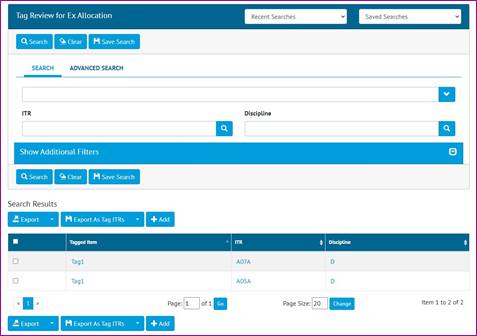 Tag Review for Ex Allocation Recent Searches Saved Searches
Search Clear Save Search
SEARCH ADVANCED SEARCH
ITR Discipline
Show Additional Filters
Search Clear Save Search
Search Results
Export Export As Tag ITRs Add
Tagged Item ITR Discipline
Tag1 A07A D
Tag1 A05A D
« 1 » Page: 1 of 1 Go Page Size: 20 Change Item 1 to 2 of 2
Export Export As Tag ITRs Add